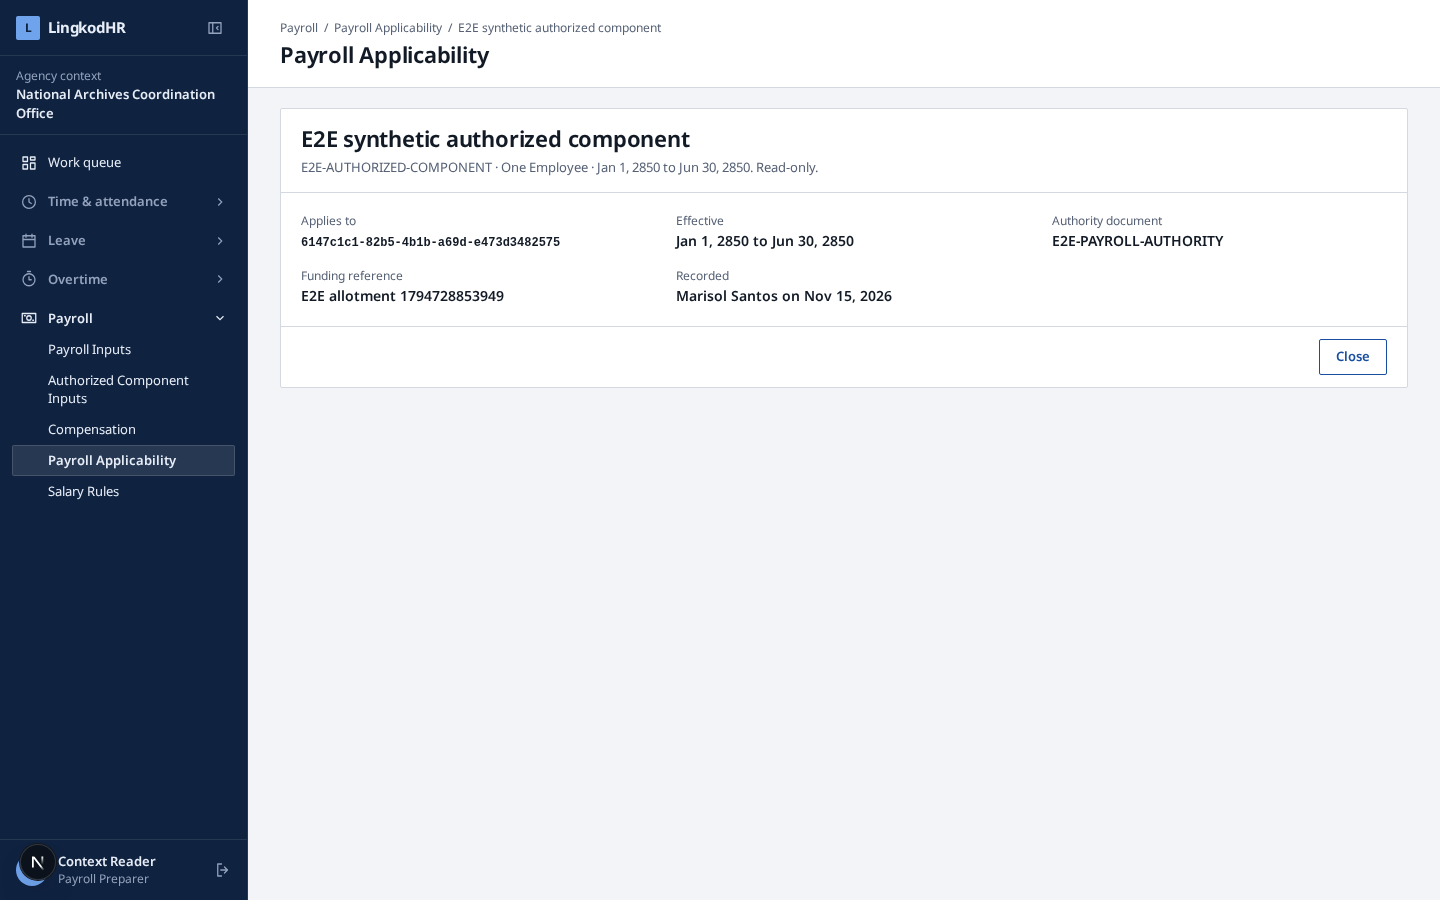 L LingkodHR
Agency context
National Archives Coordination
Office
Work queue
Time & attendance
Leave
Overtime
Payroll
Payroll Inputs
Authorized Component
Inputs
Compensation
Payroll Applicability
Salary Rules
N Context Reader
Payroll Preparer
Payroll / Payroll Applicability / E2E synthetic authorized component
Payroll Applicability
E2E synthetic authorized component
E2E-AUTHORIZED-COMPONENT · One Employee · Jan 1, 2850 to Jun 30, 2850. Read-only.
Applies to
6147c1c1-82b5-4b1b-a69d-e473d3482575
Effective
Jan 1, 2850 to Jun 30, 2850
Authority document
E2E-PAYROLL-AUTHORITY
Funding reference
E2E allotment 1794728853949
Recorded
Marisol Santos on Nov 15, 2026
Close